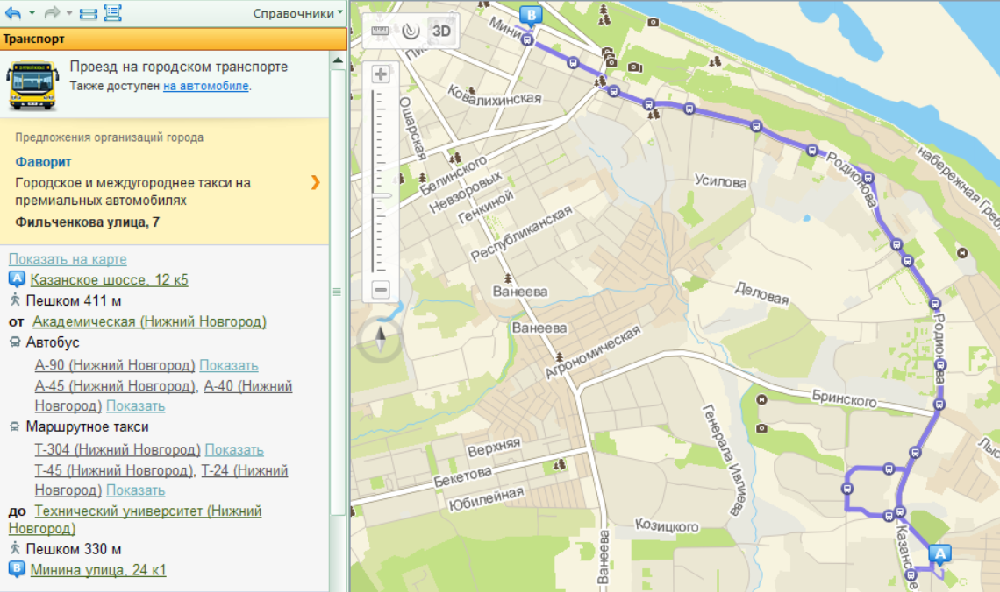 Справочники
Транспорт
Проезд на городском транспорте
Также доступен на автомобиле.
Предложения организаций города
Фаворит
Городское и междугороднее такси на
премиальных автомобилях
Фильченкова улица, 7
Показать на карте
A Казанское шоссе, 12 к5
Пешком 411 м
от Академическая (Нижний Новгород)
Автобус
А-90 (Нижний Новгород) Показать
А-45 (Нижний Новгород), А-40 (Нижний
Новгород) Показать
Маршрутное такси
Т-304 (Нижний Новгород) Показать
Т-45 (Нижний Новгород), Т-24 (Нижний
Новгород) Показать
до Технический университет (Нижний
Новгород)
Пешком 330 м
B Минина улица, 24 к1
3D
B
Мини
Ковалихинская
Ошарская
Белинского
Невзоровых
Генкиной
Республиканская
Усилова
Родионова
набережная Греб
Ванеева
Деловая
Ванеева
Агрономическая
Родионова
Бринского
Генерала Ивлиева
Верхняя
Лыс
Бекетова
Юбилейная
Козицкого
Ванеева
Казанское
A